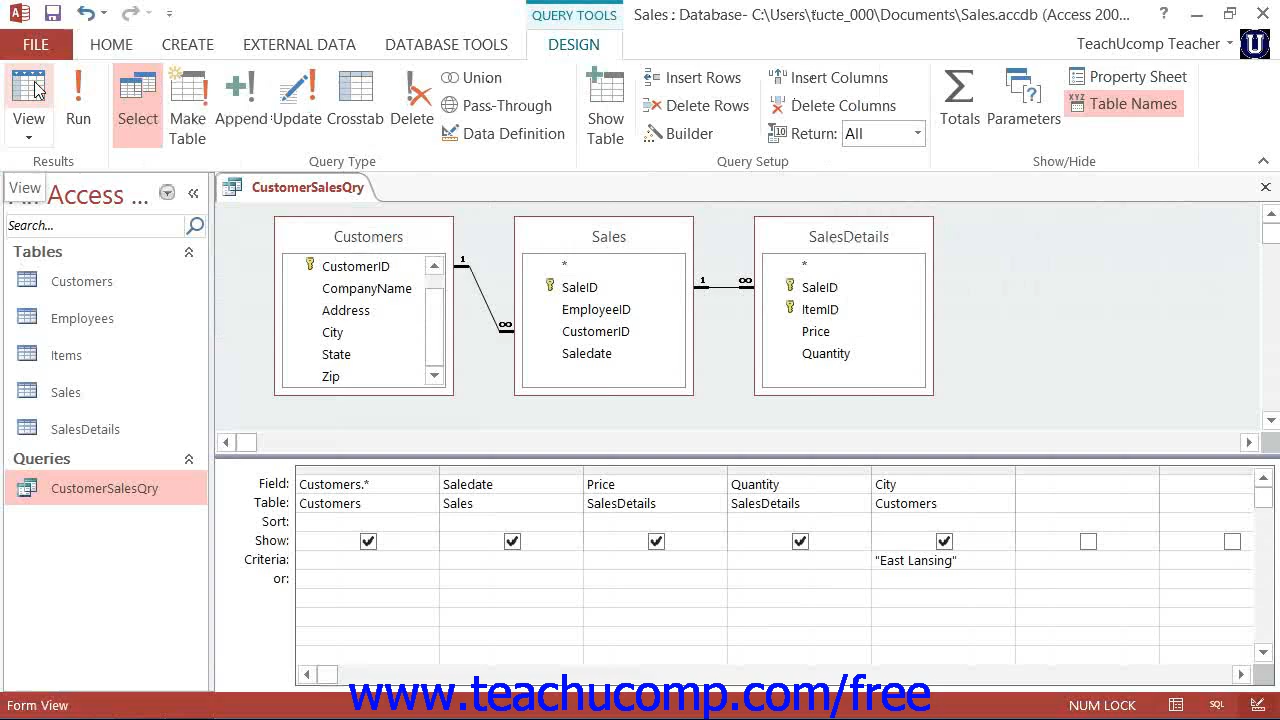 QUERY TOOLS
Sales : Database- C:\Users\tucte_000\Documents\Sales.accdb (Access 200...
?
FILE HOME CREATE EXTERNAL DATA DATABASE TOOLS DESIGN TeachUcomp Teacher U
View Run Select Make Table Append Update Crosstab Delete
Union
Pass-Through
Data Definition
Show Table
Insert Rows
Delete Rows
Builder
Insert Columns
Delete Columns
Return: All
Totals Parameters
Property Sheet
XYZ Table Names
Results Query Type Query Setup Show/Hide
View
Access ...
Search...
Tables
Customers
Employees
Items
Sales
SalesDetails
Queries
CustomerSalesQry
CustomerSalesQry
Customers
CustomerID
CompanyName
Address
City
State
Zip
1
∞
Sales
*
SaleID
EmployeeID
CustomerID
Saledate
1
∞
SalesDetails
*
SaleID
ItemID
Price
Quantity
Field: Customers.* Saledate Price Quantity City
Table: Customers Sales SalesDetails SalesDetails Customers
Sort:
Show:
Criteria: "East Lansing"
or:
www.teachucomp.com/free
Form View NUM LOCK SQL